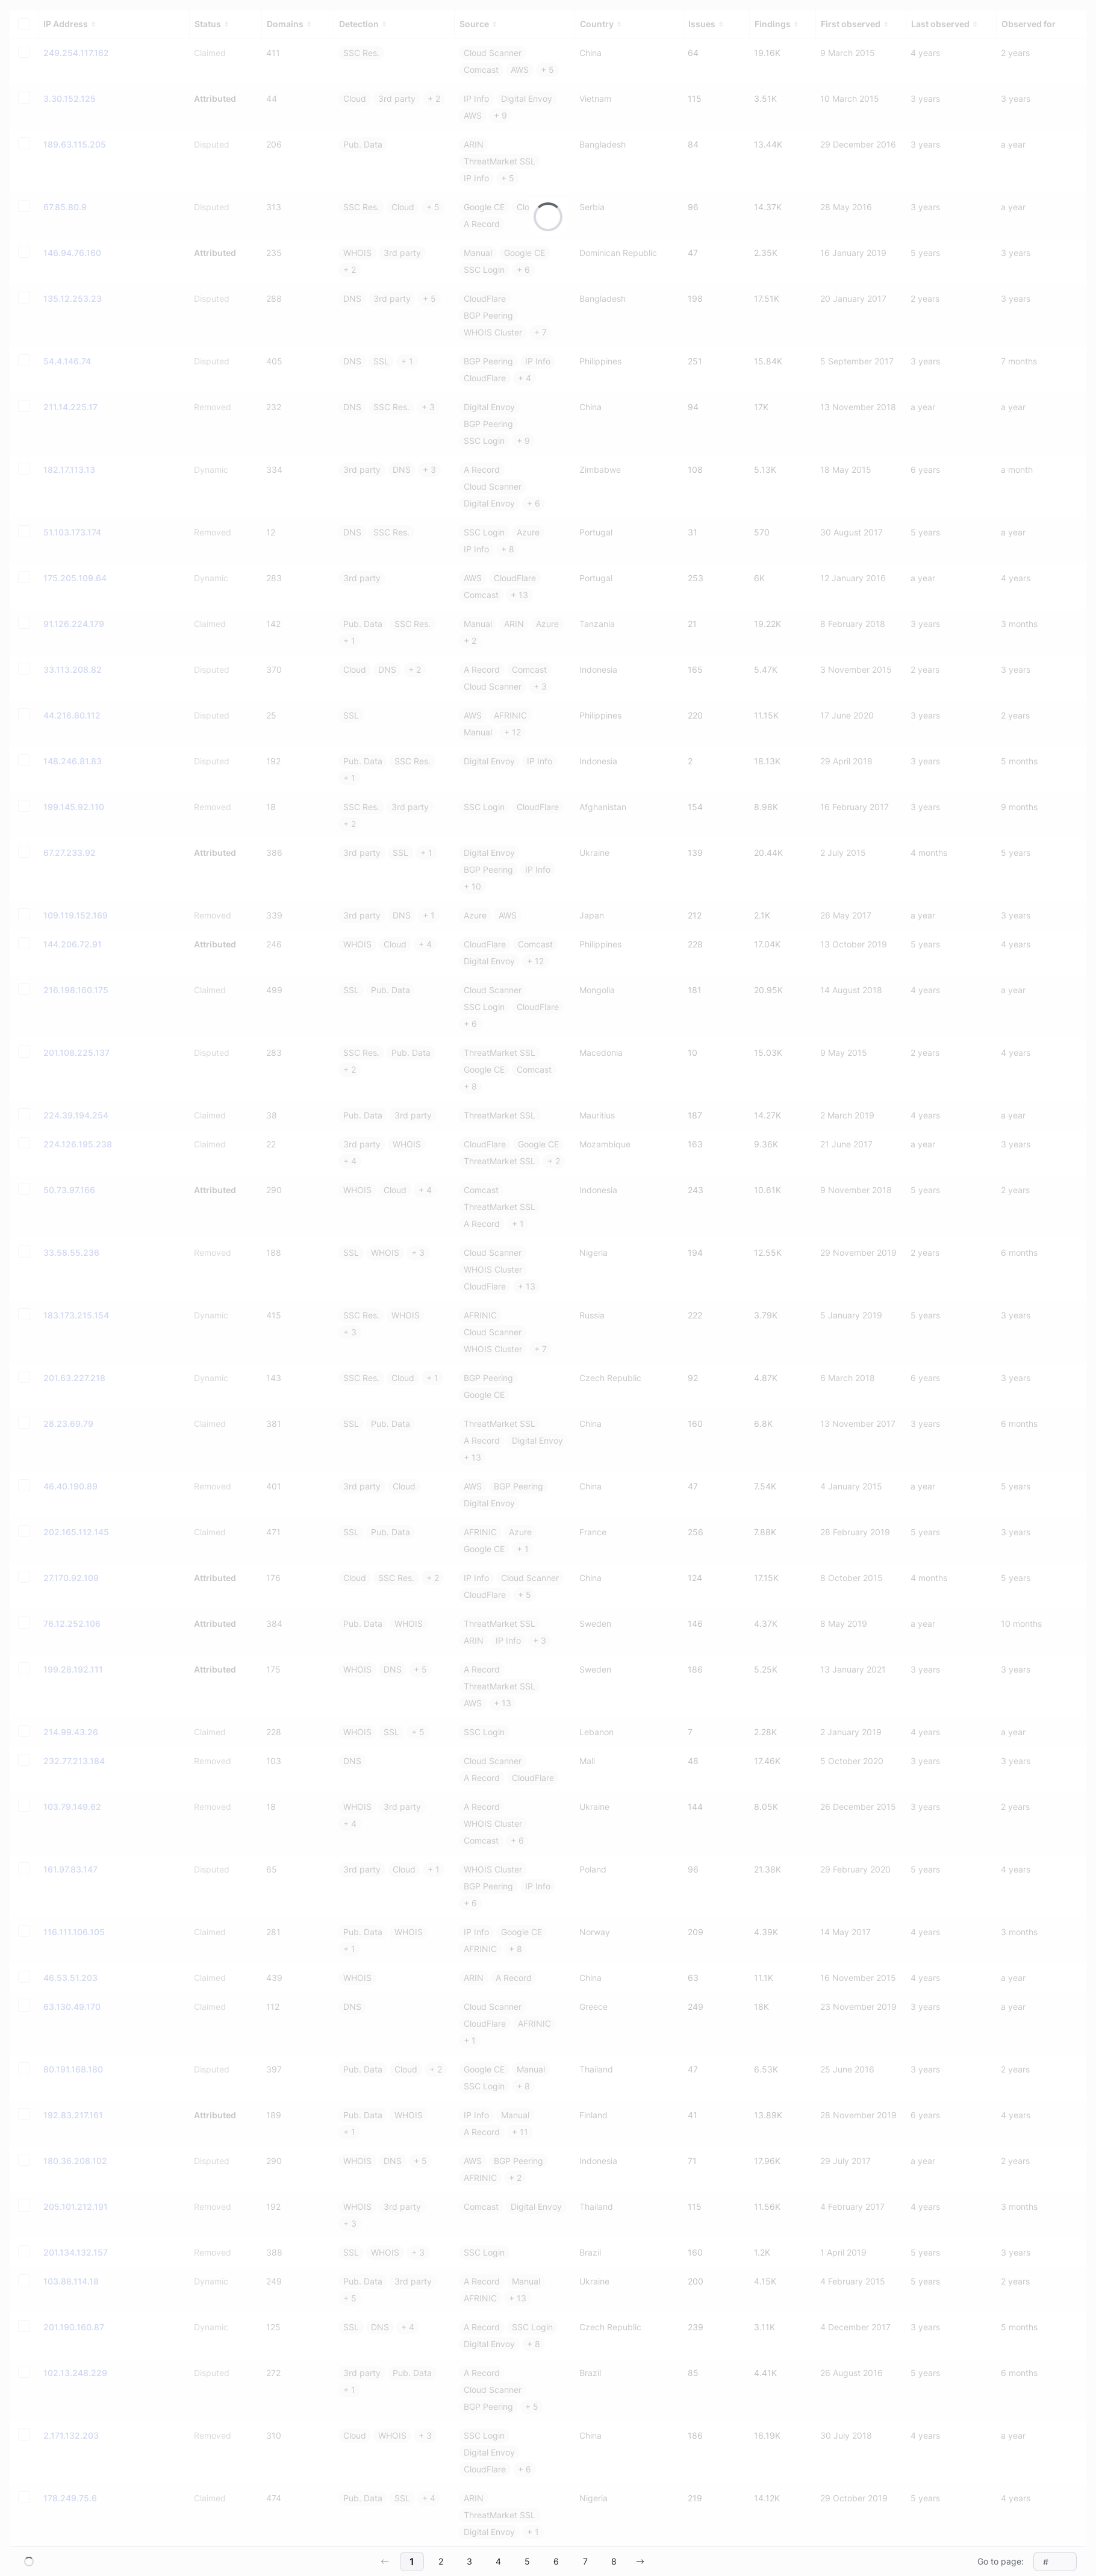 IP Address Status Domains Detection Source Country Issues Findings First observed Last observed Observed for
249.254.117.162 Claimed 411 SSC Res. Cloud Scanner China 64 19.16K 9 March 2015 4 years 2 years
Comcast AWS + 5
3.30.152.125 Attributed 44 Cloud 3rd party + 2 IP Info Digital Envoy Vietnam 115 3.51K 10 March 2015 3 years 3 years
AWS + 9
189.63.115.205 Disputed 206 Pub. Data ARIN Bangladesh 84 13.44K 29 December 2016 3 years a year
ThreatMarket SSL
IP Info + 5
67.85.80.9 Disputed 313 SSC Res. Cloud + 5 Google CE Clo Serbia 96 14.37K 28 May 2016 3 years a year
A Record
146.94.76.160 Attributed 235 WHOIS 3rd party Manual Google CE Dominican Republic 47 2.35K 16 January 2019 5 years 3 years
+ 2 SSC Login + 6
135.12.253.23 Disputed 288 DNS 3rd party + 5 CloudFlare Bangladesh 198 17.51K 20 January 2017 2 years 3 years
BGP Peering
WHOIS Cluster + 7
54.4.146.74 Disputed 405 DNS SSL + 1 BGP Peering IP Info Philippines 251 15.84K 5 September 2017 3 years 7 months
CloudFlare + 4
211.14.225.17 Removed 232 DNS SSC Res. + 3 Digital Envoy China 94 17K 13 November 2018 a year a year
BGP Peering
SSC Login + 9
182.17.113.13 Dynamic 334 3rd party DNS + 3 A Record Zimbabwe 108 5.13K 18 May 2015 6 years a month
Cloud Scanner
Digital Envoy + 6
51.103.173.174 Removed 12 DNS SSC Res. SSC Login Azure Portugal 31 570 30 August 2017 5 years a year
IP Info + 8
175.205.109.64 Dynamic 283 3rd party AWS CloudFlare Portugal 253 6K 12 January 2016 a year 4 years
Comcast + 13
91.126.224.179 Claimed 142 Pub. Data SSC Res. Manual ARIN Azure Tanzania 21 19.22K 8 February 2018 3 years 3 months
+ 1 + 2
33.113.208.82 Disputed 370 Cloud DNS + 2 A Record Comcast Indonesia 165 5.47K 3 November 2015 2 years 3 years
Cloud Scanner + 3
44.216.60.112 Disputed 25 SSL AWS AFRINIC Philippines 220 11.15K 17 June 2020 3 years 2 years
Manual + 12
148.246.81.83 Disputed 192 Pub. Data SSC Res. Digital Envoy IP Info Indonesia 2 18.13K 29 April 2018 3 years 5 months
+ 1
199.145.92.110 Removed 18 SSC Res. 3rd party SSC Login CloudFlare Afghanistan 154 8.98K 16 February 2017 3 years 9 months
+ 2
67.27.233.92 Attributed 386 3rd party SSL + 1 Digital Envoy Ukraine 139 20.44K 2 July 2015 4 months 5 years
BGP Peering IP Info
+ 10
109.119.152.169 Removed 339 3rd party DNS + 1 Azure AWS Japan 212 2.1K 26 May 2017 a year 3 years
144.206.72.91 Attributed 246 WHOIS Cloud + 4 CloudFlare Comcast Philippines 228 17.04K 13 October 2019 5 years 4 years
Digital Envoy + 12
216.198.160.175 Claimed 499 SSL Pub. Data Cloud Scanner Mongolia 181 20.95K 14 August 2018 4 years a year
SSC Login CloudFlare
+ 6
201.108.225.137 Disputed 283 SSC Res. Pub. Data ThreatMarket SSL Macedonia 10 15.03K 9 May 2015 2 years 4 years
+ 2 Google CE Comcast
+ 8
224.39.194.254 Claimed 38 Pub. Data 3rd party ThreatMarket SSL Mauritius 187 14.27K 2 March 2019 4 years a year
224.126.195.238 Claimed 22 3rd party WHOIS CloudFlare Google CE Mozambique 163 9.36K 21 June 2017 a year 3 years
+ 4 ThreatMarket SSL + 2
50.73.97.166 Attributed 290 WHOIS Cloud + 4 Comcast Indonesia 243 10.61K 9 November 2018 5 years 2 years
ThreatMarket SSL
A Record + 1
33.58.55.236 Removed 188 SSL WHOIS + 3 Cloud Scanner Nigeria 194 12.55K 29 November 2019 2 years 6 months
WHOIS Cluster
CloudFlare + 13
183.173.215.154 Dynamic 415 SSC Res. WHOIS AFRINIC Russia 222 3.79K 5 January 2019 5 years 3 years
+ 3 Cloud Scanner
WHOIS Cluster + 7
201.63.227.218 Dynamic 143 SSC Res. Cloud + 1 BGP Peering Czech Republic 92 4.87K 6 March 2018 6 years 3 years
Google CE
28.23.69.79 Claimed 381 SSL Pub. Data ThreatMarket SSL China 160 6.8K 13 November 2017 3 years 6 months
A Record Digital Envoy
+ 13
46.40.190.89 Removed 401 3rd party Cloud AWS BGP Peering China 47 7.54K 4 January 2015 a year 5 years
Digital Envoy
202.165.112.145 Claimed 471 SSL Pub. Data AFRINIC Azure France 256 7.88K 28 February 2019 5 years 3 years
Google CE + 1
27.170.92.109 Attributed 176 Cloud SSC Res. + 2 IP Info Cloud Scanner China 124 17.15K 8 October 2015 4 months 5 years
CloudFlare + 5
76.12.252.106 Attributed 384 Pub. Data WHOIS ThreatMarket SSL Sweden 146 4.37K 8 May 2019 a year 10 months
ARIN IP Info + 3
199.28.192.111 Attributed 175 WHOIS DNS + 5 A Record Sweden 186 5.25K 13 January 2021 3 years 3 years
ThreatMarket SSL
AWS + 13
214.99.43.26 Claimed 228 WHOIS SSL + 5 SSC Login Lebanon 7 2.28K 2 January 2019 4 years a year
232.77.213.184 Removed 103 DNS Cloud Scanner Mali 48 17.46K 5 October 2020 3 years 3 years
A Record CloudFlare
103.79.149.62 Removed 18 WHOIS 3rd party A Record Ukraine 144 8.05K 26 December 2015 3 years 2 years
+ 4 WHOIS Cluster
Comcast + 6
161.97.83.147 Disputed 65 3rd party Cloud + 1 WHOIS Cluster Poland 96 21.38K 29 February 2020 5 years 4 years
BGP Peering IP Info
+ 6
116.111.106.105 Claimed 281 Pub. Data WHOIS IP Info Google CE Norway 209 4.39K 14 May 2017 4 years 3 months
+ 1 AFRINIC + 8
46.53.51.203 Claimed 439 WHOIS ARIN A Record China 63 11.1K 16 November 2015 4 years a year
63.130.49.170 Claimed 112 DNS Cloud Scanner Greece 249 18K 23 November 2019 3 years a year
CloudFlare AFRINIC
+ 1
80.191.168.180 Disputed 397 Pub. Data Cloud + 2 Google CE Manual Thailand 47 6.53K 25 June 2016 3 years 2 years
SSC Login + 8
192.83.217.161 Attributed 189 Pub. Data WHOIS IP Info Manual Finland 41 13.89K 28 November 2019 6 years 4 years
+ 1 A Record + 11
180.36.208.102 Disputed 290 WHOIS DNS + 5 AWS BGP Peering Indonesia 71 17.96K 29 July 2017 a year 2 years
AFRINIC + 2
205.101.212.191 Removed 192 WHOIS 3rd party Comcast Digital Envoy Thailand 115 11.56K 4 February 2017 4 years 3 months
+ 3
201.134.132.157 Removed 388 SSL WHOIS + 3 SSC Login Brazil 160 1.2K 1 April 2019 5 years 3 years
103.88.114.16 Dynamic 249 Pub. Data 3rd party A Record Manual Ukraine 200 4.15K 4 February 2015 5 years 2 years
+ 5 AFRINIC + 13
201.190.160.87 Dynamic 125 SSL DNS + 4 A Record SSC Login Czech Republic 239 3.11K 4 December 2017 3 years 5 months
Digital Envoy + 8
102.13.248.229 Disputed 272 3rd party Pub. Data A Record Brazil 85 4.41K 26 August 2016 5 years 6 months
+ 1 Cloud Scanner
BGP Peering + 5
2.171.132.203 Removed 310 Cloud WHOIS + 3 SSC Login China 186 16.19K 30 July 2018 4 years a year
Digital Envoy
CloudFlare + 6
178.249.75.6 Claimed 474 Pub. Data SSL + 4 ARIN Nigeria 219 14.12K 29 October 2019 5 years 4 years
ThreatMarket SSL
Digital Envoy + 1
← 1 2 3 4 5 6 7 8 → Go to page: #